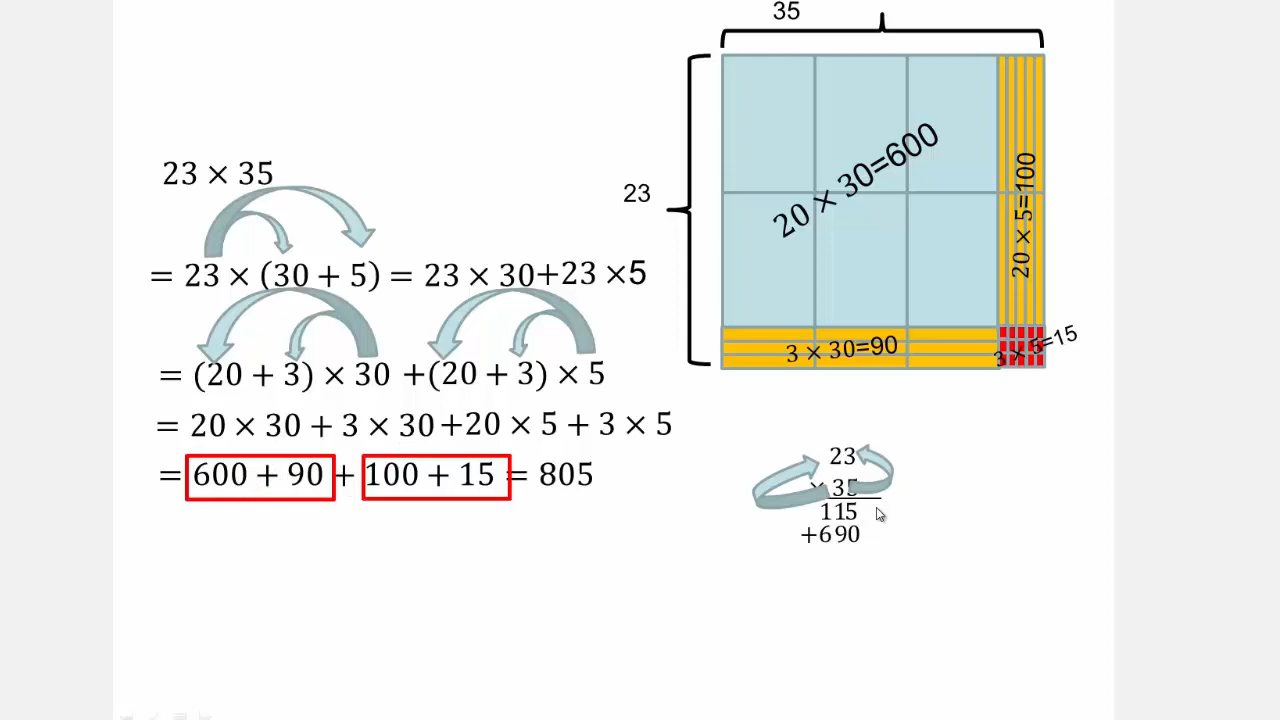 35
23 × 35
23
20 × 30=600
20 × 5=100
= 23 × (30 + 5) = 23 × 30+23 ×5
3 × 30=90
3 × 5=15
= (20 + 3) × 30 +(20 + 3) × 5
= 20 × 30 + 3 × 30+20 × 5 + 3 × 5
= 600 + 90 + 100 + 15 = 805
23
× 35
115
+690